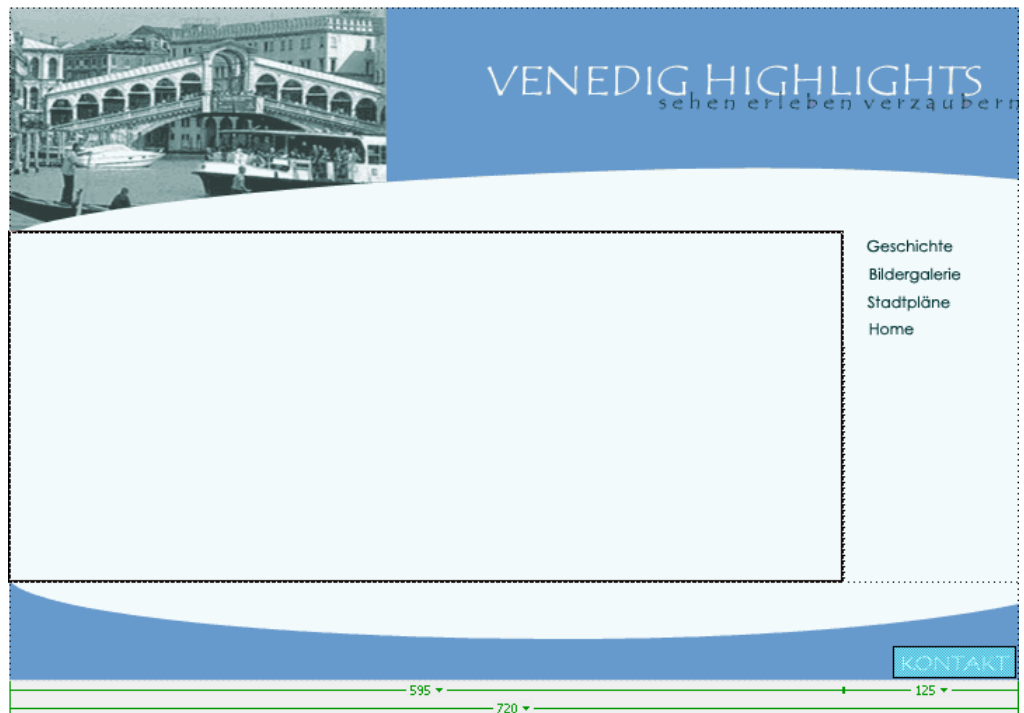 VENEDIG HIGHLIGHTS
sehen erleben verzaubern
Geschichte
Bildergalerie
Stadtpläne
Home
KONTAKT
595
125
720